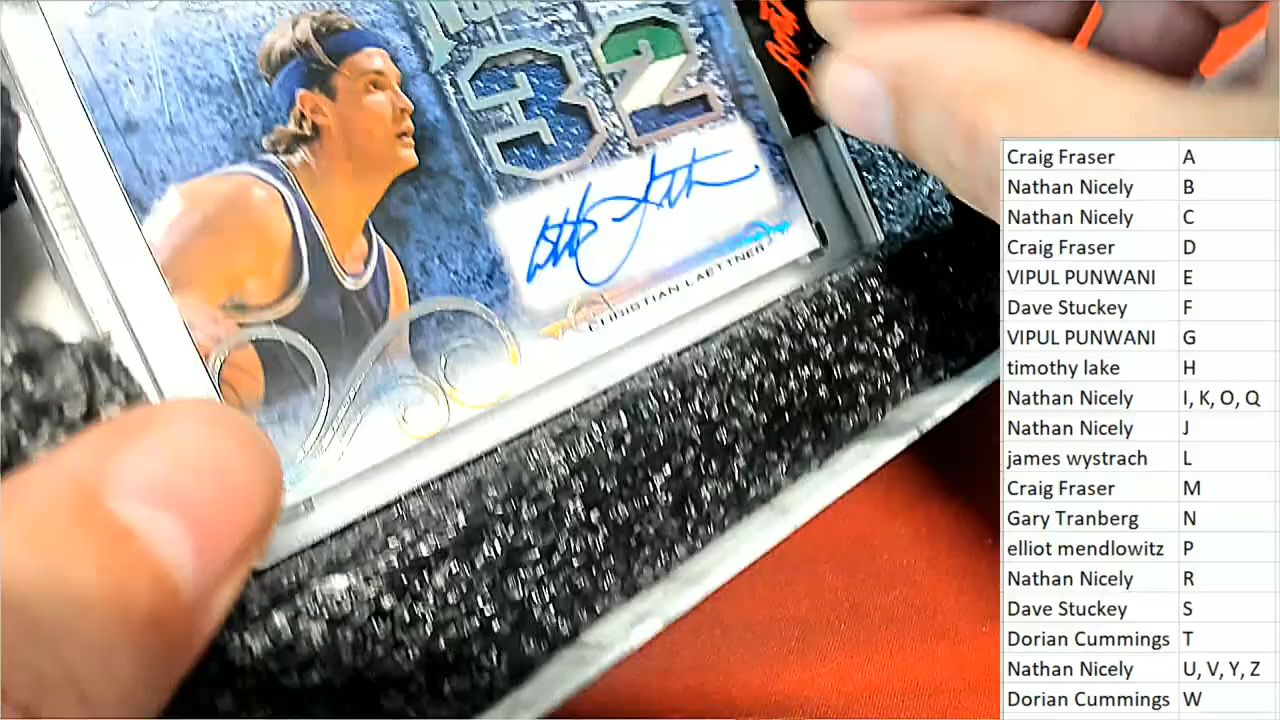 32
CHRISTIAN LAETTNER
Craig Fraser A
Nathan Nicely B
Nathan Nicely C
Craig Fraser D
VIPUL PUNWANI E
Dave Stuckey F
VIPUL PUNWANI G
timothy lake H
Nathan Nicely I, K, O, Q
Nathan Nicely J
james wystrach L
Craig Fraser M
Gary Tranberg N
elliot mendlowitz P
Nathan Nicely R
Dave Stuckey S
Dorian Cummings T
Nathan Nicely U, V, Y, Z
Dorian Cummings W